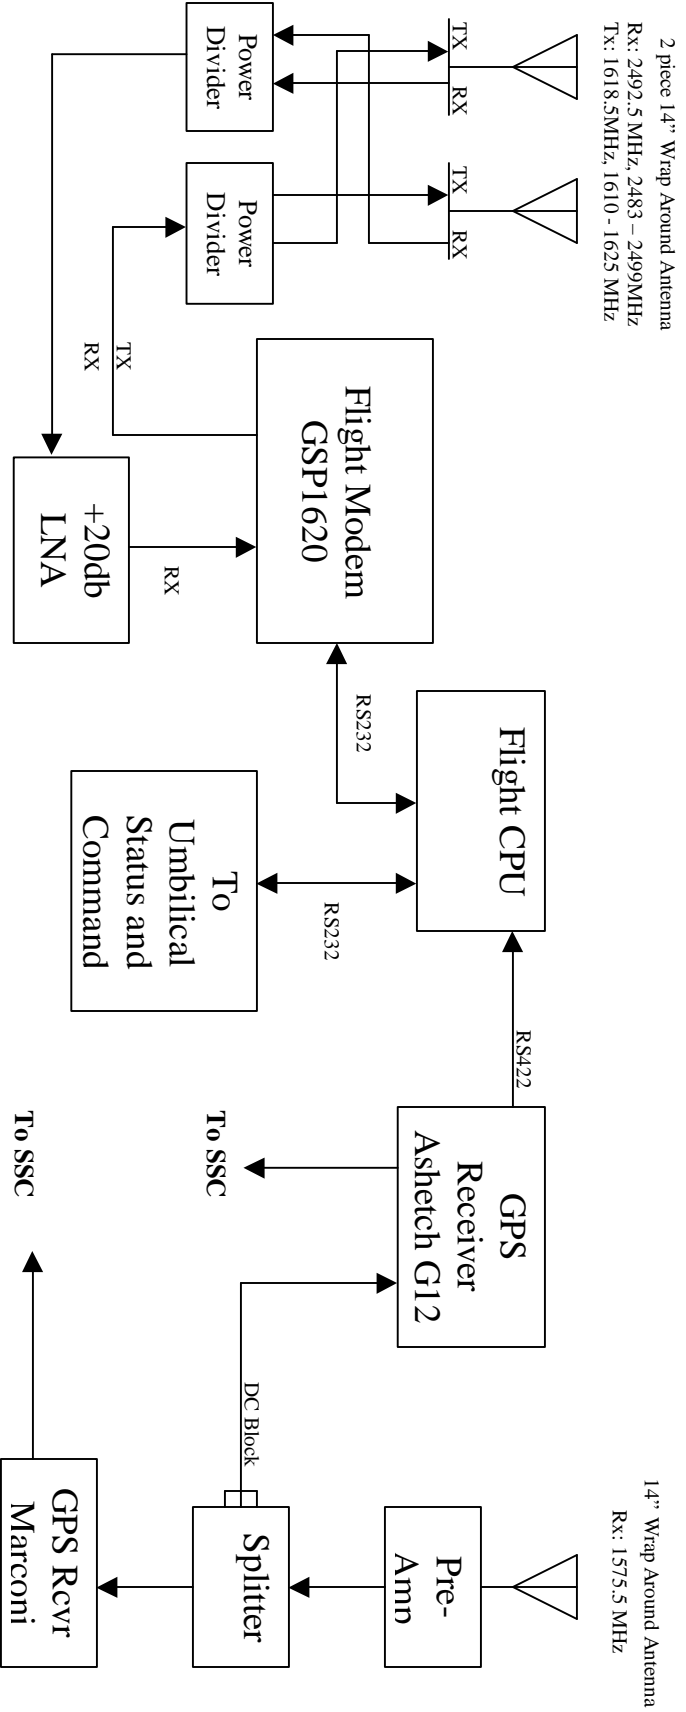 2 piece 14” Wrap Around Antenna
Rx: 2492.5 MHz, 2483 – 2499MHz
Tx: 1618.5MHz, 1610 - 1625 MHz
TX
RX
TX
RX
Power
Divider
Power
Divider
TX
RX
Flight Modem
GSP1620
+20db
LNA
RX
RS232
Flight CPU
RS232
To
Umbilical
Status and
Command
RS422
GPS
Receiver
Ashetch G12
To SSC
To SSC
DC Block
14” Wrap Around Antenna
Rx: 1575.5 MHz
Pre-
Amp
Splitter
GPS Rcvr
Marconi